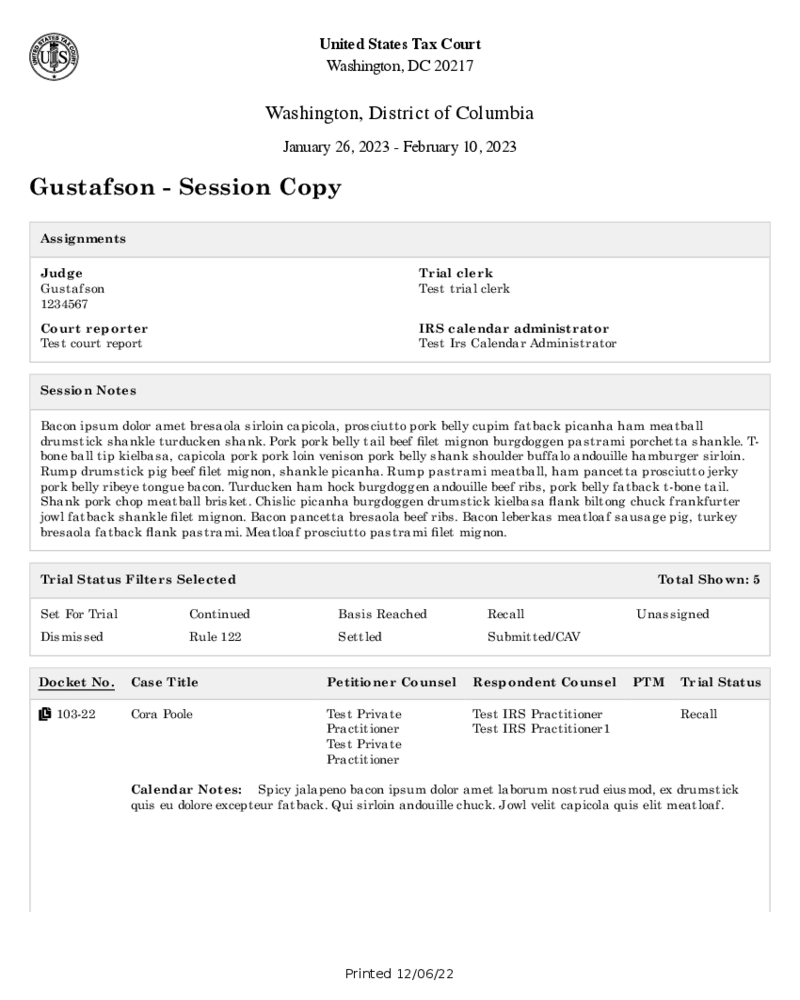 UNITED STATES TAX COURT
US
United States Tax Court
Washington, DC 20217
Washington, District of Columbia
January 26, 2023 - February 10, 2023
Gustafson - Session Copy
Assignments
Judge Trial clerk
Gustafson Test trial clerk
1234567
Court reporter IRS calendar administrator
Test court report Test Irs Calendar Administrator
Session Notes
Bacon ipsum dolor amet bresaola sirloin capicola, prosciutto pork belly cupim fatback picanha ham meatball
drumstick shankle turducken shank. Pork pork belly tail beef filet mignon burgdoggen pastrami porchetta shankle. T-
bone ball tip kielbasa, capicola pork pork loin venison pork belly shank shoulder buffalo andouille hamburger sirloin.
Rump drumstick pig beef filet mignon, shankle picanha. Rump pastrami meatball, ham pancetta prosciutto jerky
pork belly ribeye tongue bacon. Turducken ham hock burgdoggen andouille beef ribs, pork belly fatback t-bone tail.
Shank pork chop meatball brisket. Chislic picanha burgdoggen drumstick kielbasa flank biltong chuck frankfurter
jowl fatback shankle filet mignon. Bacon pancetta bresaola beef ribs. Bacon leberkas meatloaf sausage pig, turkey
bresaola fatback flank pastrami. Meatloaf prosciutto pastrami filet mignon.
Trial Status Filters Selected Total Shown: 5
Set For Trial Continued Basis Reached Recall Unassigned
Dismissed Rule 122 Settled Submitted/CAV
Docket No. Case Title Petitioner Counsel Respondent Counsel PTM Trial Status
103-22 Cora Poole Test Private Test IRS Practitioner Recall
Practitioner Test IRS Practitioner1
Test Private
Practitioner
Calendar Notes: Spicy jalapeno bacon ipsum dolor amet laborum nostrud eiusmod, ex drumstick
quis eu dolore excepteur fatback. Qui sirloin andouille chuck. Jowl velit capicola quis elit meatloaf.
Printed 12/06/22